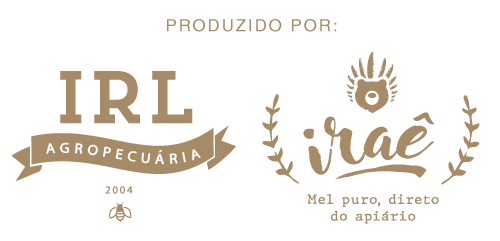 PRODUZIDO POR:
IRL
AGROPECUÁRIA
2004
iraê
Mel puro, direto
do apiário